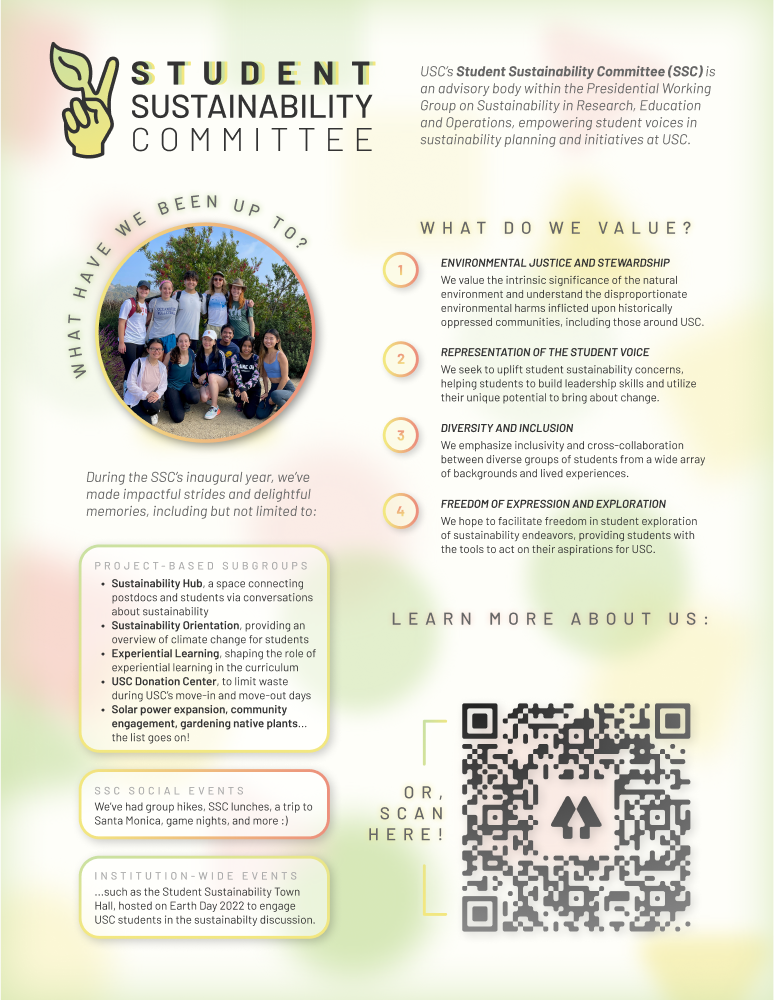 STUDENT
SUSTAINABILITY
COMMITTEE
USC's Student Sustainability Committee (SSC) is
an advisory body within the Presidential Working
Group on Sustainability in Research, Education
and Operations, empowering student voices in
sustainability planning and initiatives at USC.
WHAT HAVE WE BEEN UP TO?
During the SSC's inaugural year, we've
made impactful strides and delightful
memories, including but not limited to:
PROJECT-BASED SUBGROUPS
• Sustainability Hub, a space connecting
postdocs and students via conversations
about sustainability
• Sustainability Orientation, providing an
overview of climate change for students
• Experiential Learning, shaping the role of
experiential learning in the curriculum
• USC Donation Center, to limit waste
during USC's move-in and move-out days
• Solar power expansion, community
engagement, gardening native plants...
the list goes on!
SSC SOCIAL EVENTS
We've had group hikes, SSC lunches, a trip to
Santa Monica, game nights, and more :)
INSTITUTION-WIDE EVENTS
...such as the Student Sustainability Town
Hall, hosted on Earth Day 2022 to engage
USC students in the sustainabilty discussion.
WHAT DO WE VALUE?
1
ENVIRONMENTAL JUSTICE AND STEWARDSHIP
We value the intrinsic significance of the natural
environment and understand the disproportionate
environmental harms inflicted upon historically
oppressed communities, including those around USC.
2
REPRESENTATION OF THE STUDENT VOICE
We seek to uplift student sustainability concerns,
helping students to build leadership skills and utilize
their unique potential to bring about change.
3
DIVERSITY AND INCLUSION
We emphasize inclusivity and cross-collaboration
between diverse groups of students from a wide array
of backgrounds and lived experiences.
4
FREEDOM OF EXPRESSION AND EXPLORATION
We hope to facilitate freedom in student exploration
of sustainability endeavors, providing students with
the tools to act on their aspirations for USC.
LEARN MORE ABOUT US:
OR,
SCAN
HERE!